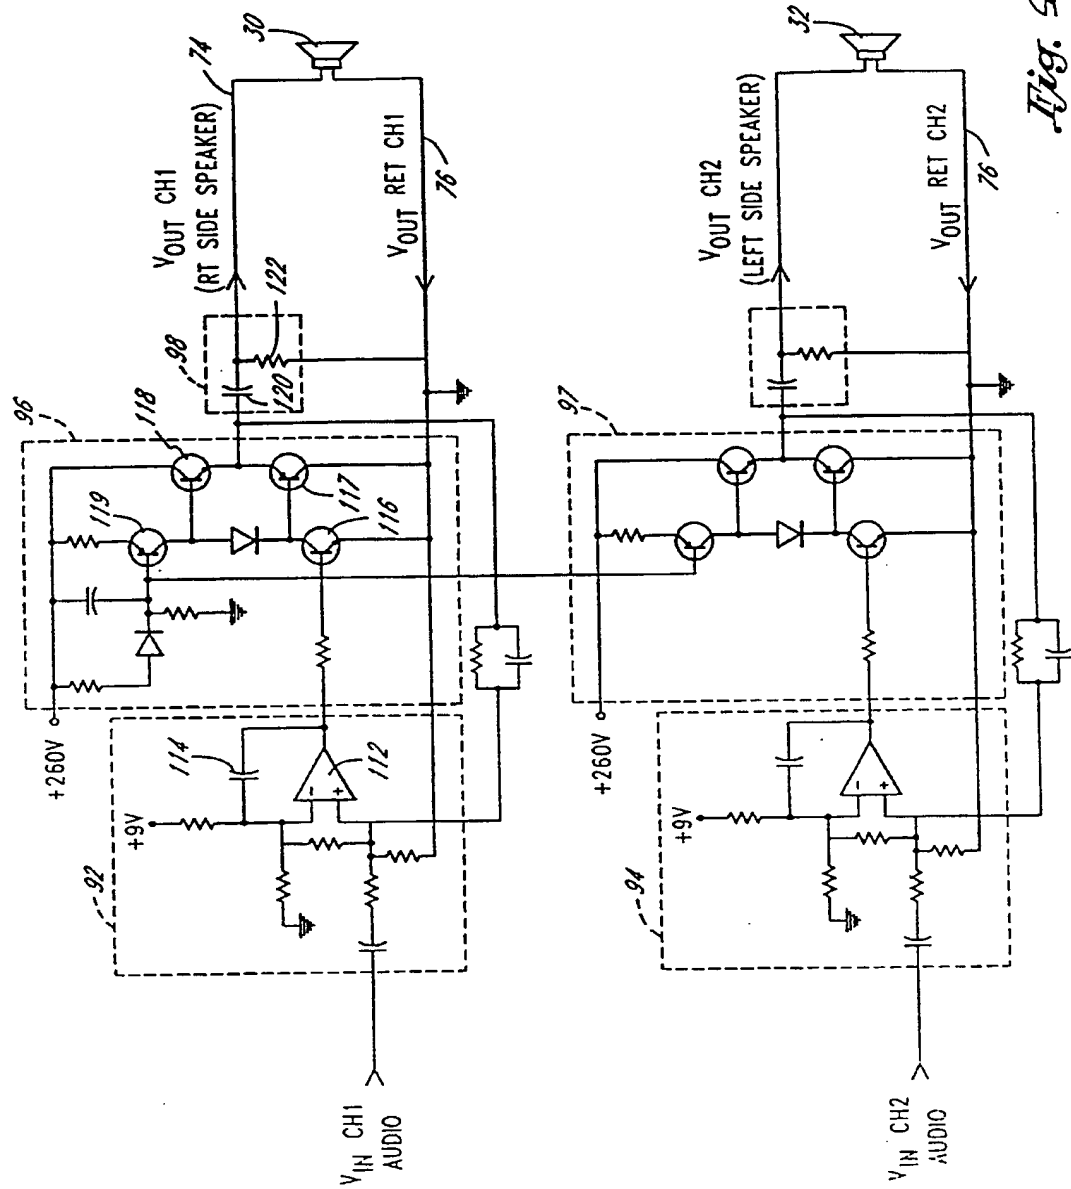 96
98
74
30
118
119
V_OUT CH1
(RT SIDE SPEAKER)
122
120
117
116
V_OUT RET CH1
76
+260V
114
+9V
112
92
V_IN CH1
AUDIO
97
32
V_OUT CH2
(LEFT SIDE SPEAKER)
V_OUT RET CH2
76
+260V
+9V
94
V_IN CH2
AUDIO
Fig.